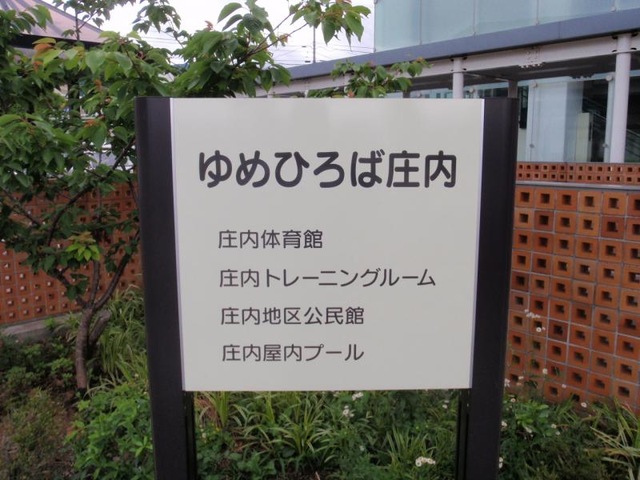 ゆめひろば庄内
庄内体育館
庄内トレーニングルーム
庄内地区公民館
庄内屋内プール